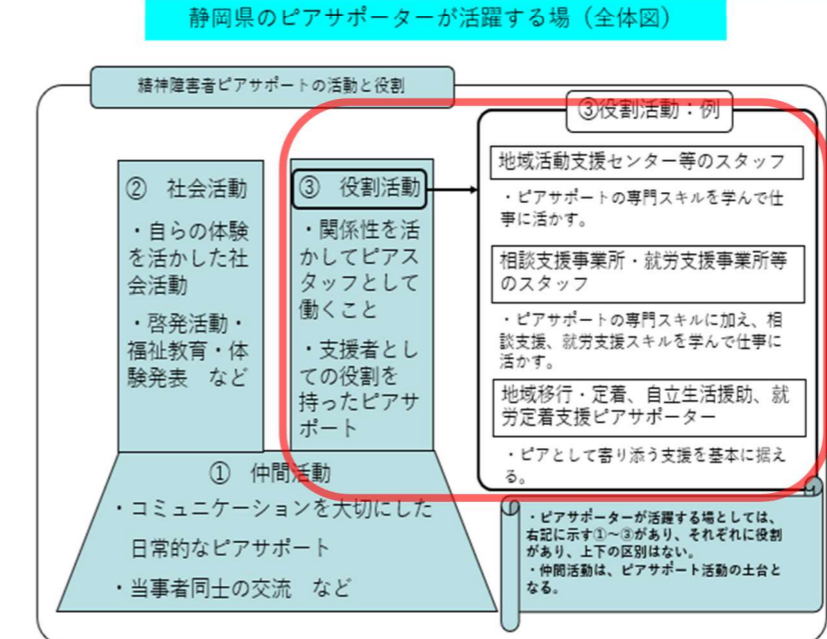 静岡県のピアサポーターが活躍する場（全体図）
精神障害者ピアサポートの活動と役割
② 社会活動
・自らの体験
を活かした社
会活動
・啓発活動・
福祉教育・体
験発表 など
③ 役割活動
・関係性を活
かしてピアス
タッフとして
働くこと
・支援者とし
ての役割を
持ったピアサ
ポート
③役割活動：例
地域活動支援センター等のスタッフ
・ピアサポートの専門スキルを学んで仕
事に活かす。
相談支援事業所・就労支援事業所等
のスタッフ
・ピアサポートの専門スキルに加え、相
談支援、就労支援スキルを学んで仕事に
活かす。
地域移行・定着、自立生活援助、就
労定着支援ピアサポーター
・ピアとして寄り添う支援を基本に据え
る。
① 仲間活動
・コミュニケーションを大切にした
日常的なピアサポート
・当事者同士の交流 など
・ピアサポーターが活躍する場としては、
右記に示す①～③があり、それぞれに役割
があり、上下の区別はない。
・仲間活動は、ピアサポート活動の土台と
なる。